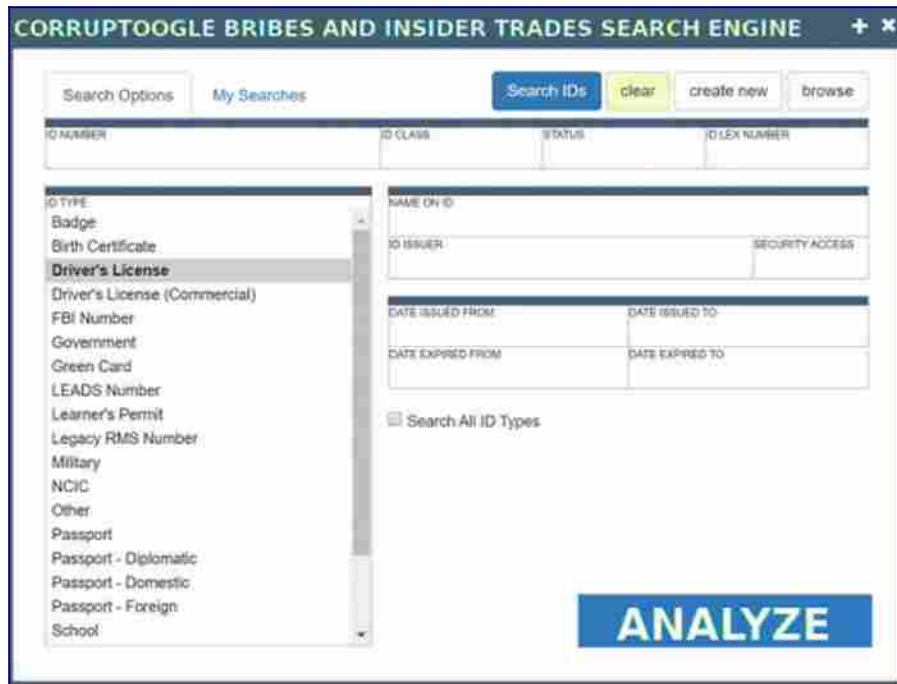 CORRUPTOOGLE BRIBES AND INSIDER TRADES SEARCH ENGINE + ×
Search Options My Searches Search IDs clear create new browse
ID NUMBER ID CLASS STATUS ID LEX NUMBER
ID TYPE
Badge
Birth Certificate
Driver's License
Driver's License (Commercial)
FBI Number
Government
Green Card
LEADS Number
Learner's Permit
Legacy RMS Number
Military
NCIC
Other
Passport
Passport - Diplomatic
Passport - Domestic
Passport - Foreign
School
NAME ON ID
ID ISSUER SECURITY ACCESS
DATE ISSUED FROM DATE ISSUED TO
DATE EXPIRED FROM DATE EXPIRED TO
Search All ID Types
ANALYZE